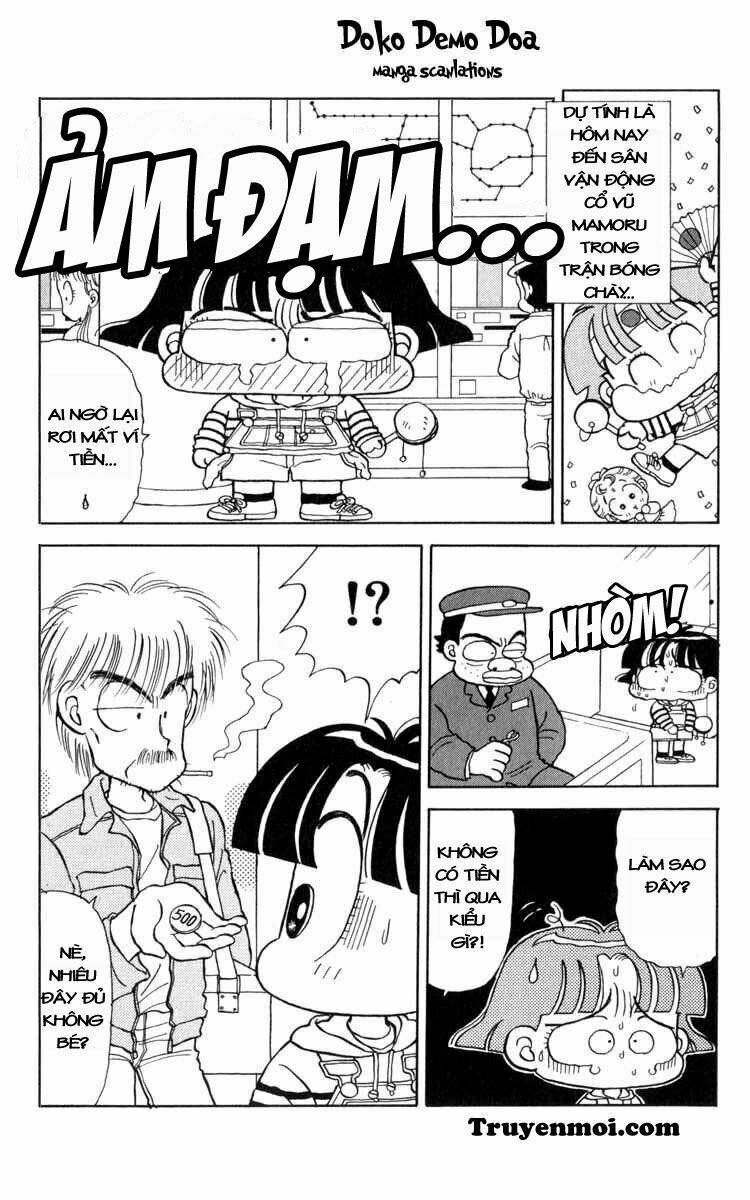 DOKO DEMO DOA
MANGA SCANLATIONS
DỰ TÍNH LÀ
HÔM NAY
ĐẾN SÂN
VẬN ĐỘNG
CỔ VŨ
MAMORU
TRONG
TRẬN BÓNG
CHÀY...
ẢM ĐẠM...
AI NGỜ LẠI
RƠI MẤT VÍ
TIỀN...
NHÒM!
LÀM SAO
ĐÂY?
KHÔNG
CÓ TIỀN
THÌ QUA
KIỂU
GÌ?!
!?
500
NÈ,
NHIÊU
ĐÂY ĐỦ
KHÔNG
BÉ?
Truyenmoi.com